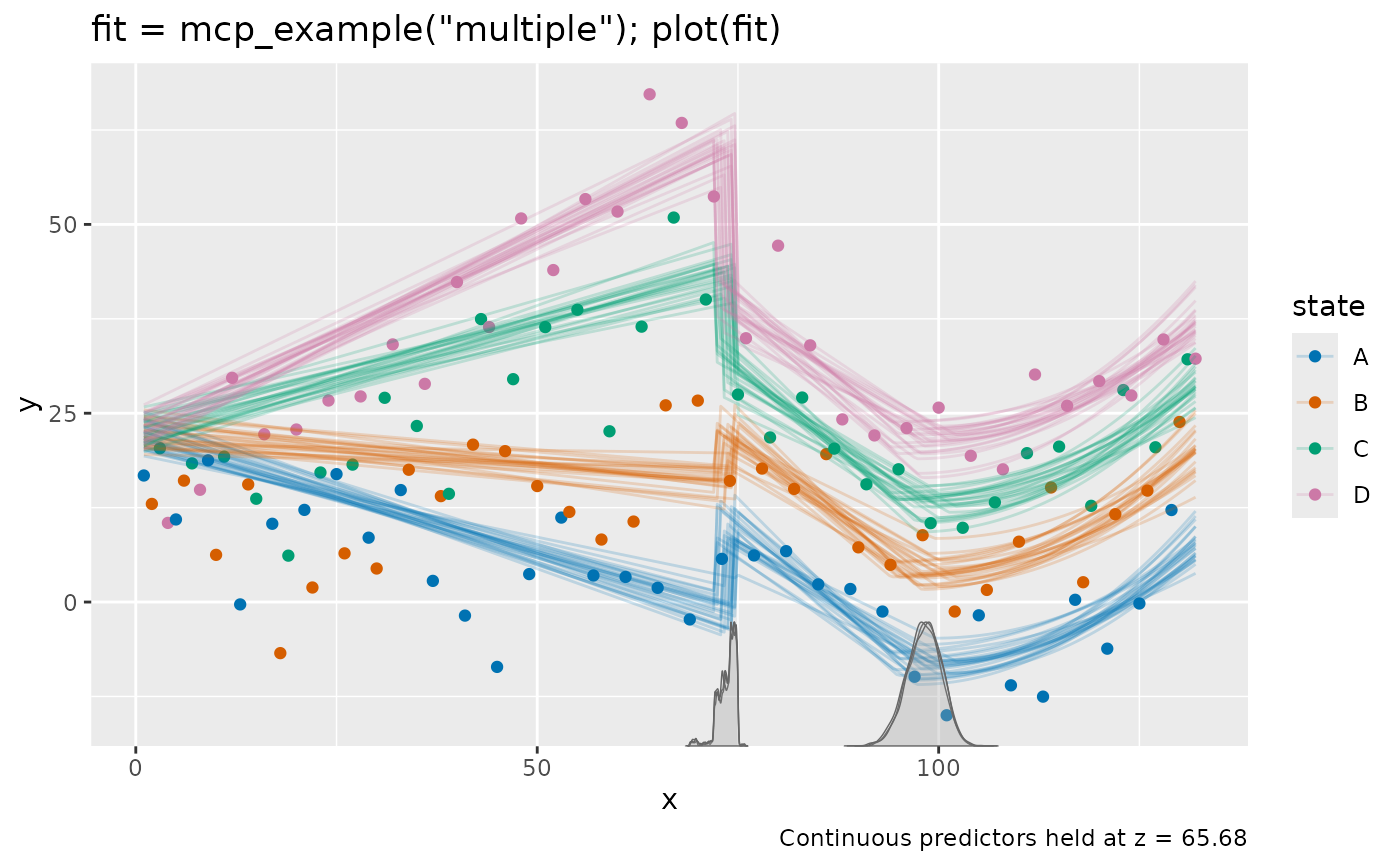 fit = mcp_example("multiple"); plot(fit)
y
50
25
0
0
50
100
x
state
A
B
C
D
Continuous predictors held at z = 65.68